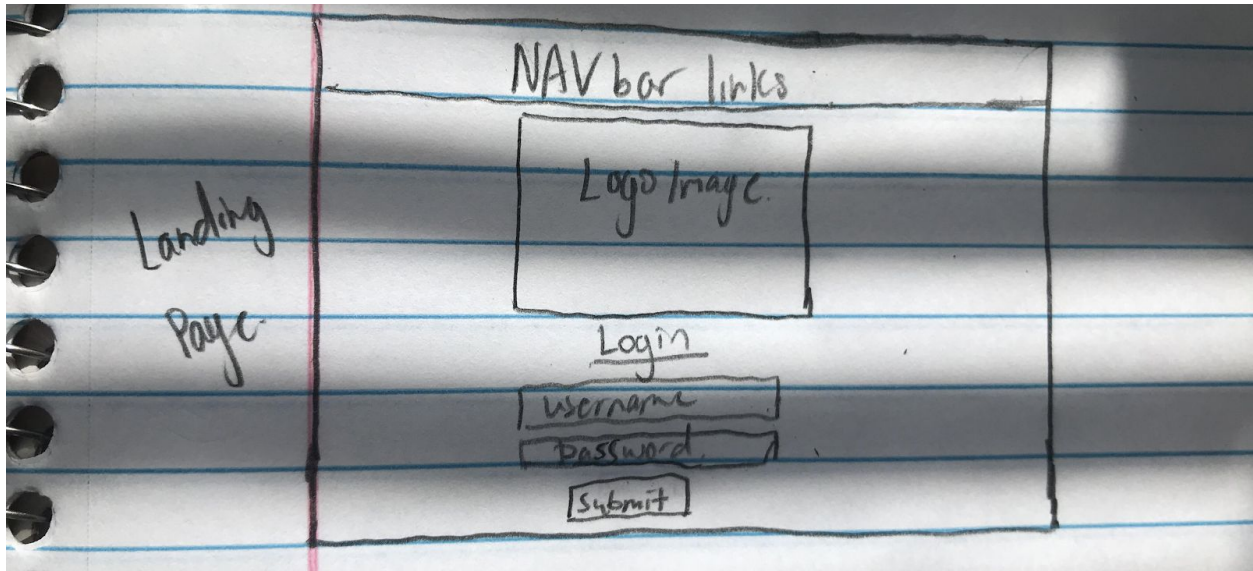 NAV bar links
Logo Image.
Landing
Page.
Login
username
password.
Submit